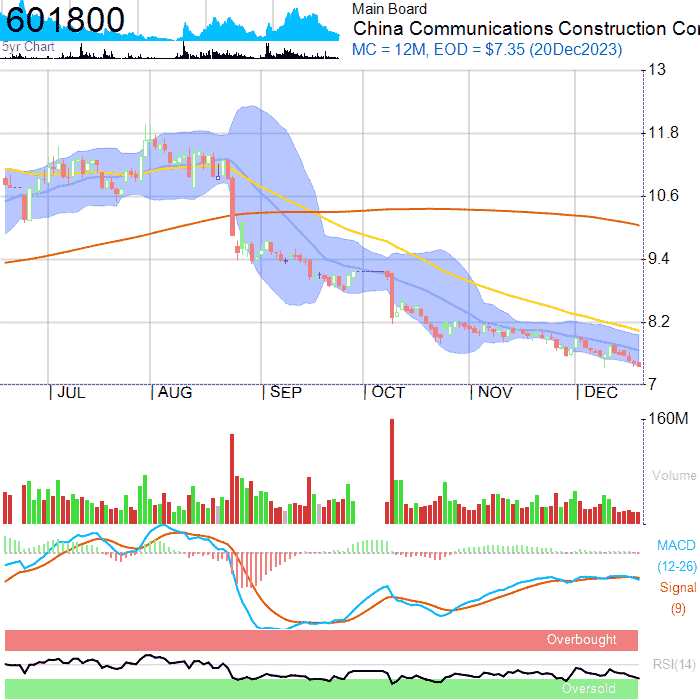 601800
5yr Chart
Main Board
China Communications Construction Cor
MC = 12M, EOD = $7.35 (20Dec2023)
13
11.8
10.6
9.4
8.2
7
JUL
AUG
SEP
OCT
NOV
DEC
160M
Volume
MACD
(12-26)
Signal
(9)
Overbought
RSI(14)
Oversold